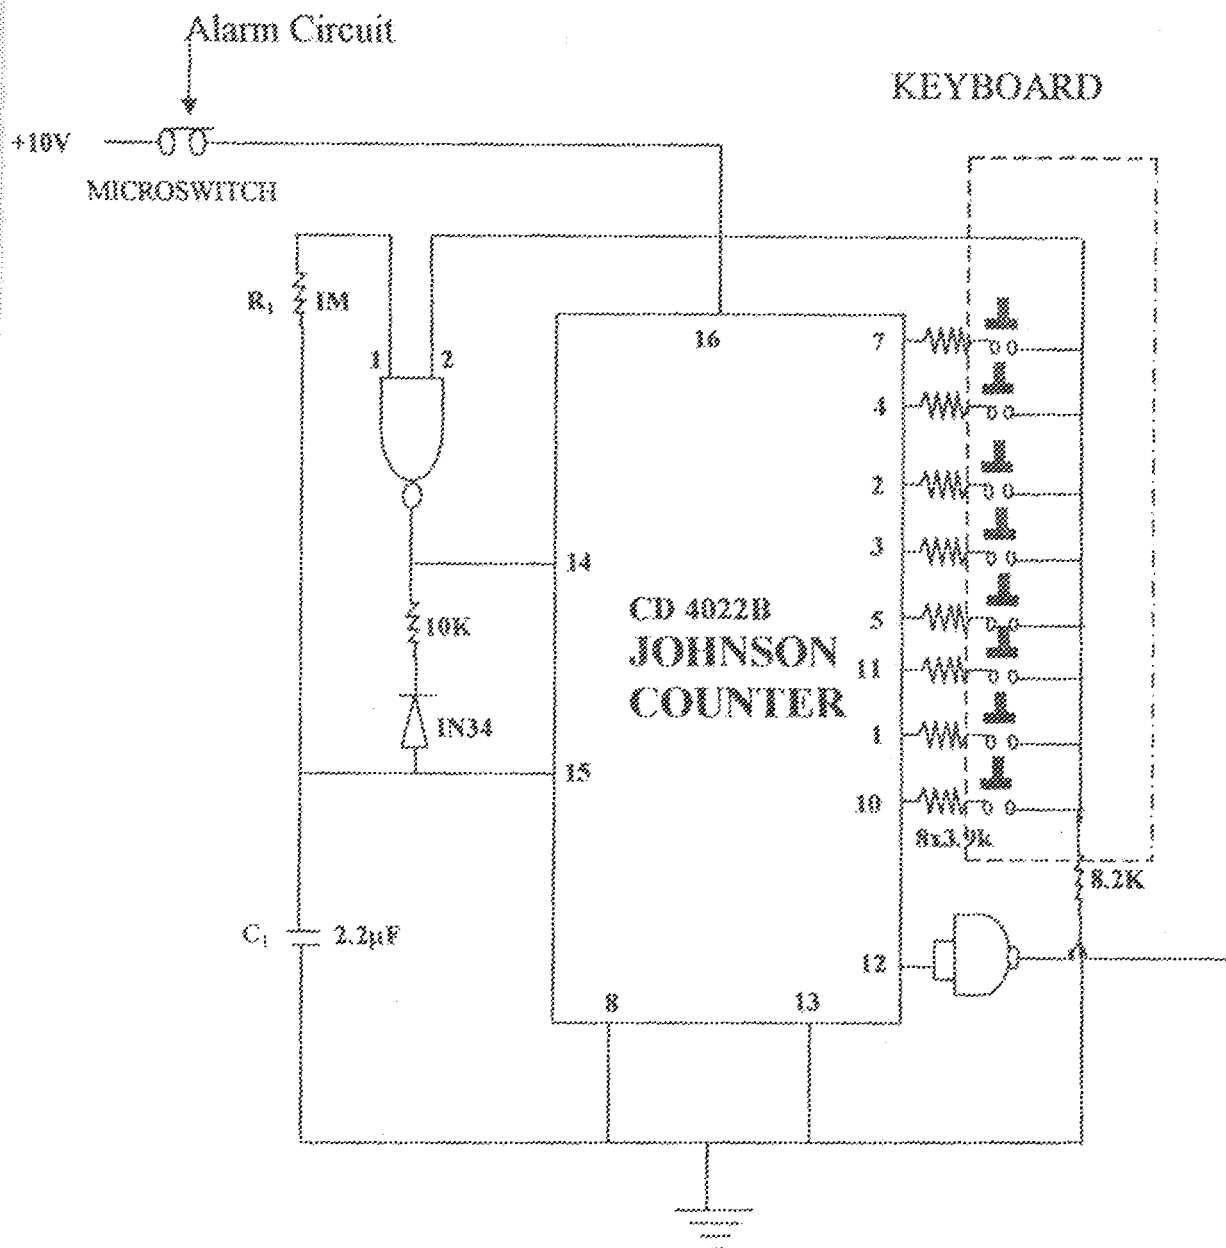 Alarm Circuit
KEYBOARD
+10V
MICROSWITCH
R₁ 1M
1 2
16
7
4
2
3
5
11
1
10
14
10K
1N34
15
CD 4022B
JOHNSON
COUNTER
8x3.9k
8.2K
C₁ 2.2µF
12
8 13